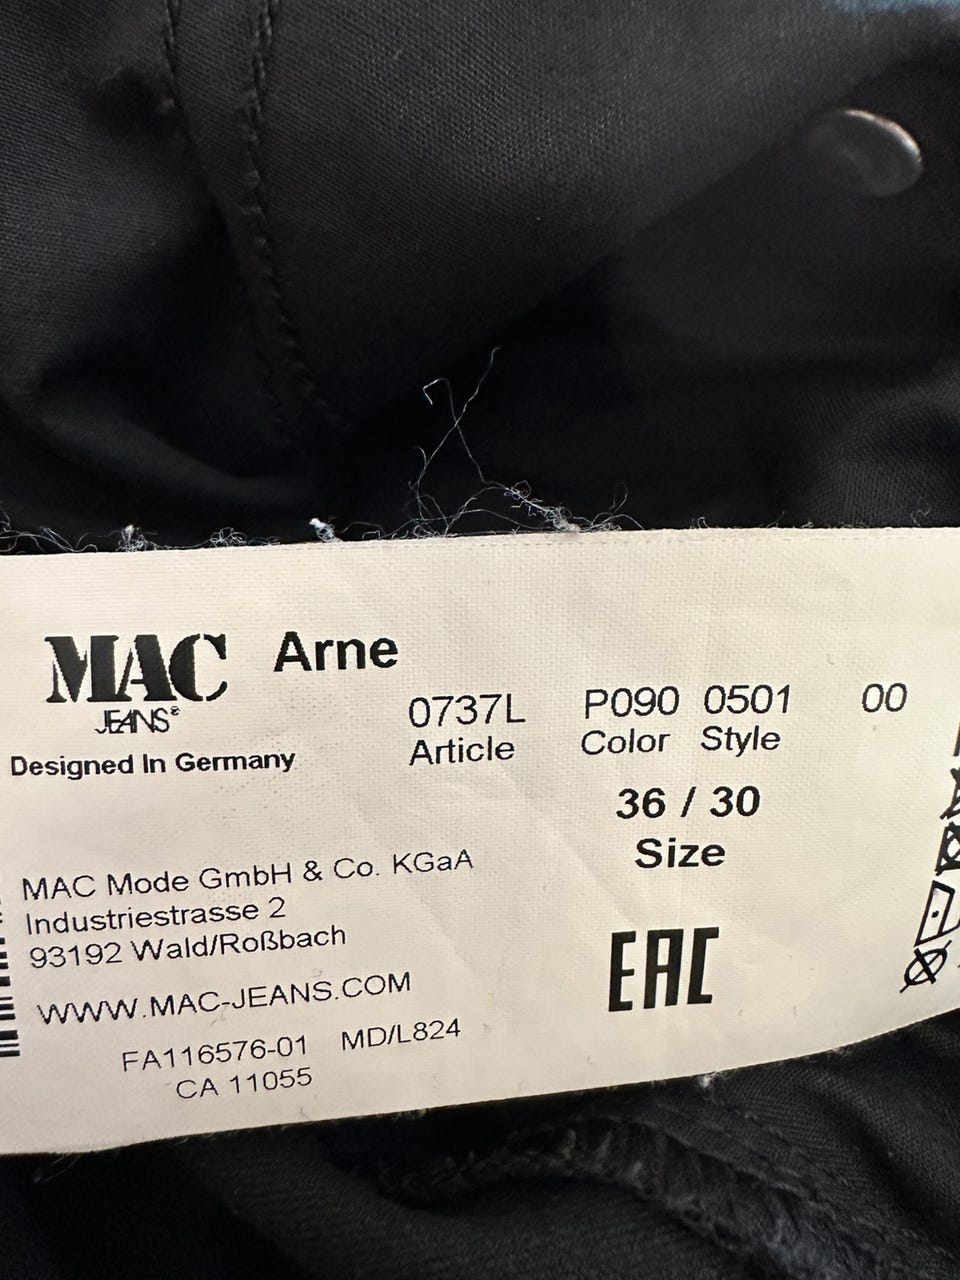 MAC Arne
JEANS®
Designed In Germany
0737L P090 0501 00
Article Color Style
36 / 30
Size
MAC Mode GmbH & Co. KGaA
Industriestrasse 2
93192 Wald/Roßbach
WWW.MAC-JEANS.COM
FA116576-01 MD/L824
CA 11055
EAC